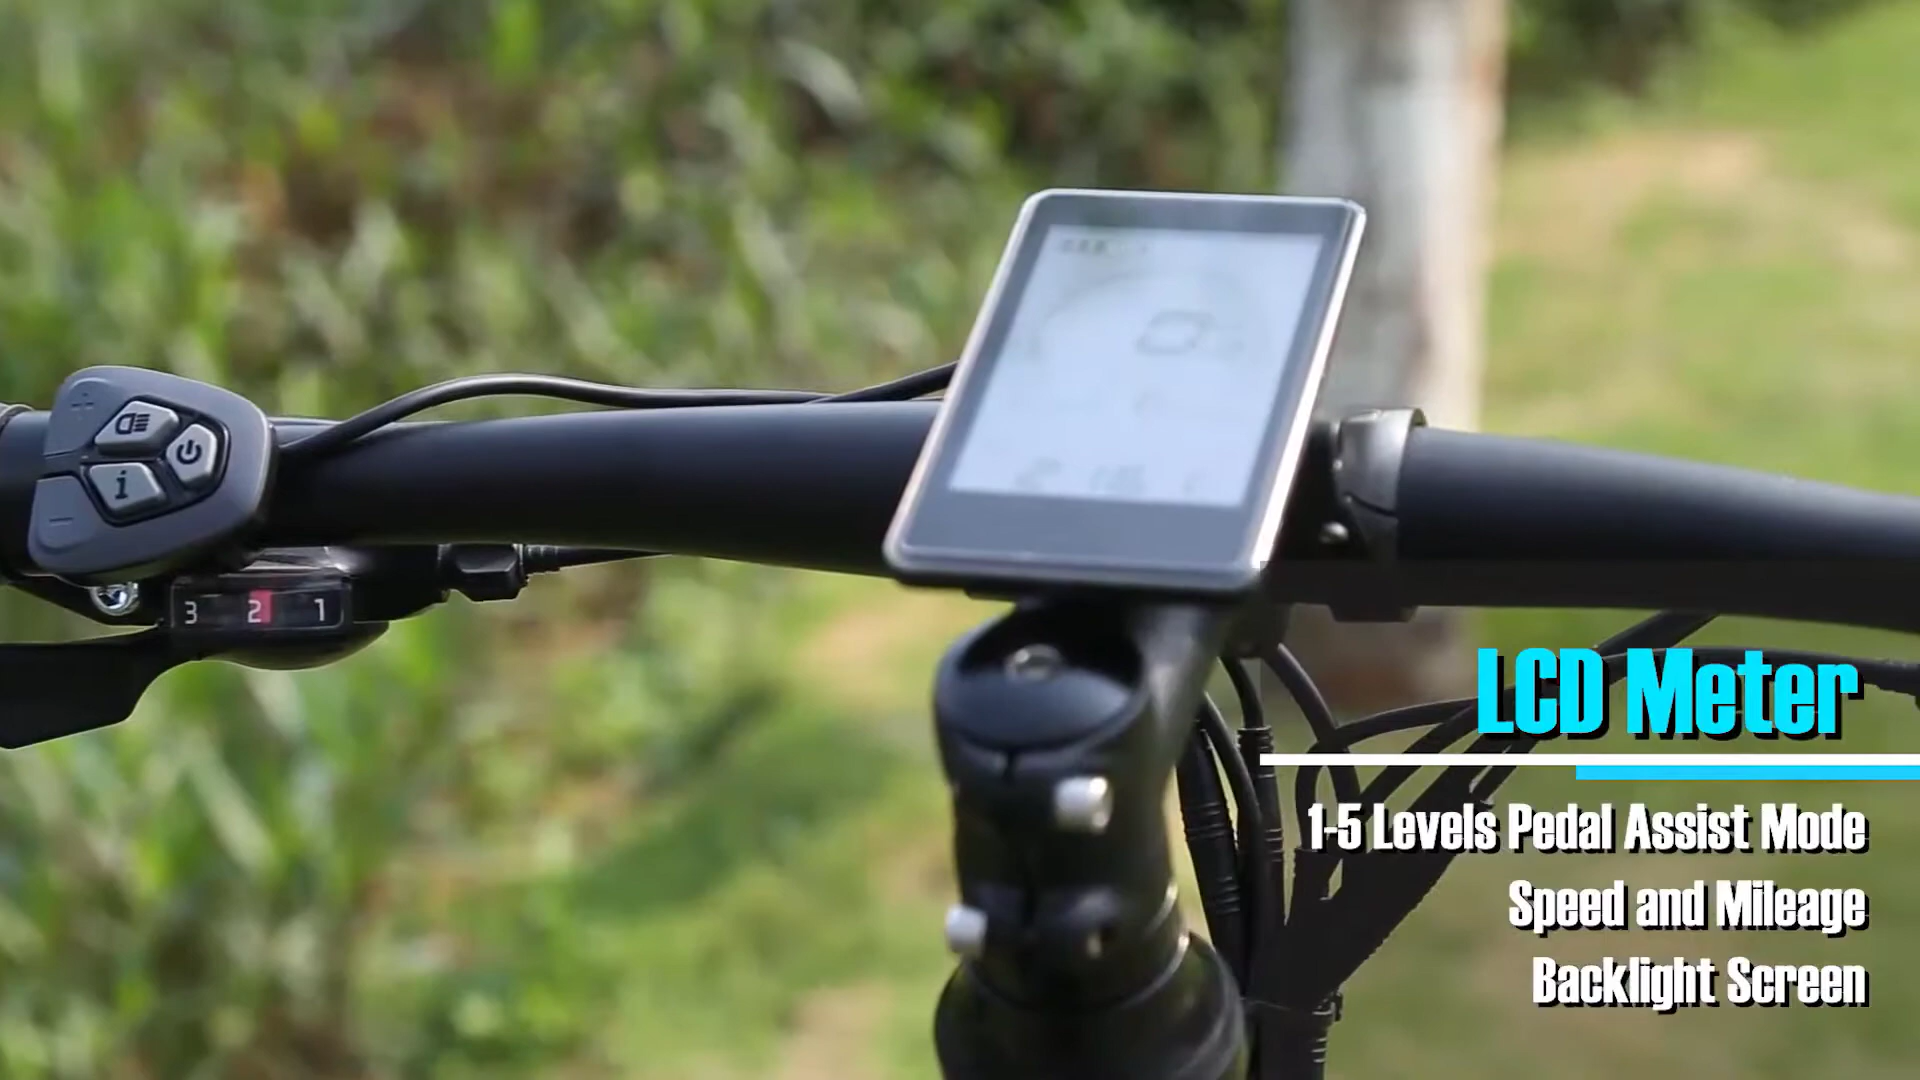 +
i
-
3 2 1
LCD Meter
1-5 Levels Pedal Assist Mode
Speed and Mileage
Backlight Screen